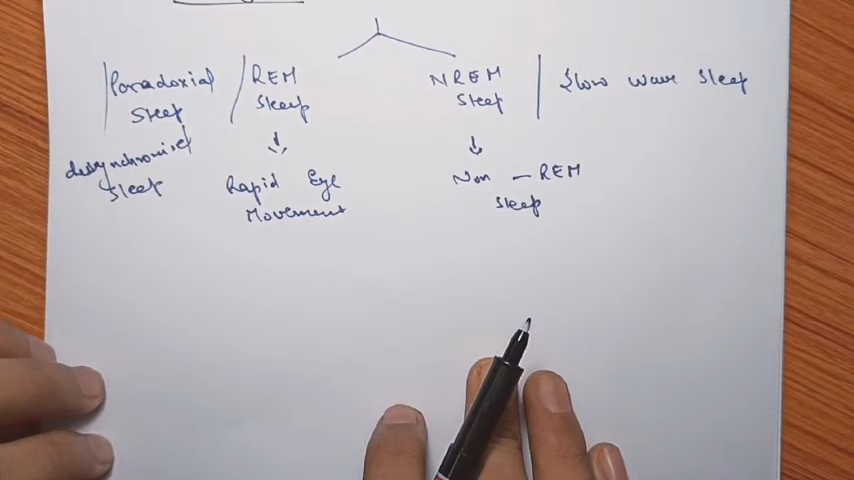 Paradoxial
Sleep
desynchronised
Sleep
REM
Sleep
Rapid Eye
Movement
NREM
Sleep
Non - REM
Sleep
Slow wave Sleep